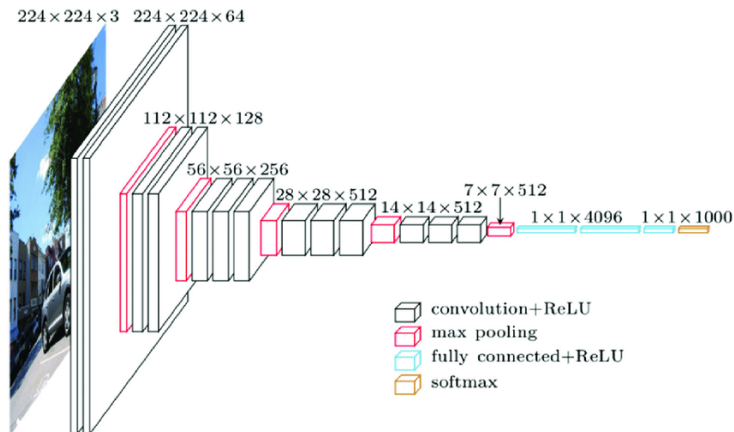 224×224×3
224×224×64
112×112×128
56×56×256
28×28×512
14×14×512
7×7×512
1×1×4096
1×1×1000
convolution+ReLU
max pooling
fully connected+ReLU
softmax